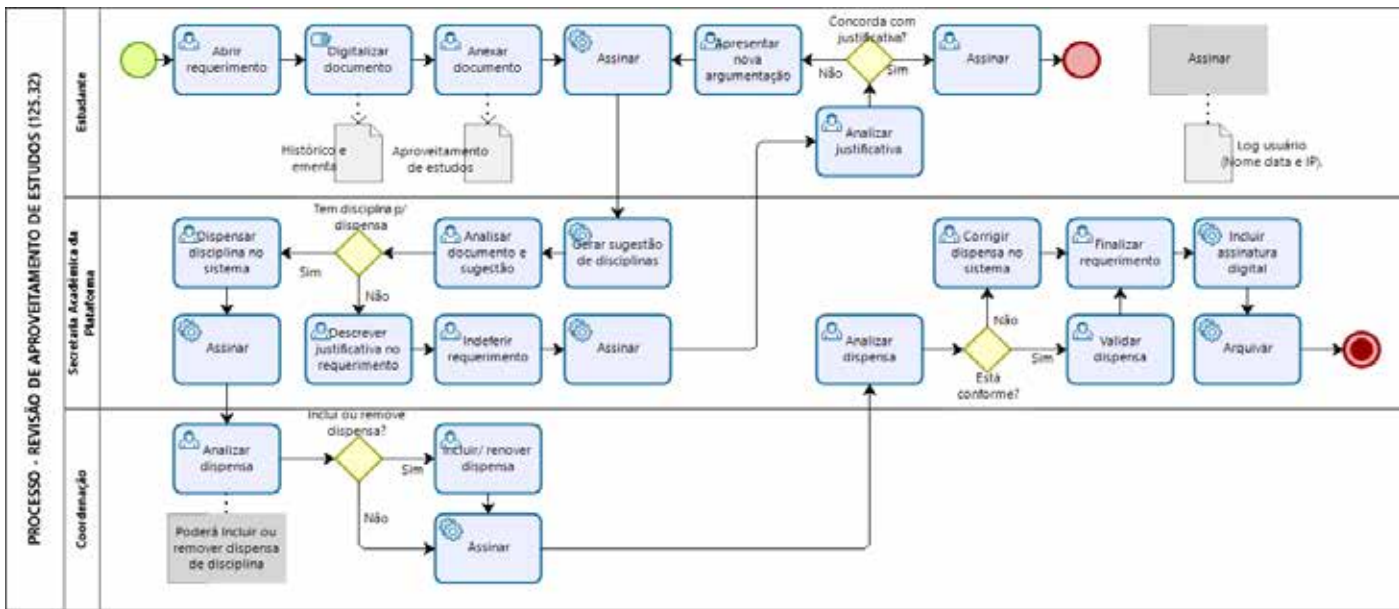 PROCESSO - REVISÃO DE APROVEITAMENTO DE ESTUDOS (125.32)
Estudante
Abrir
requerimento
Digitalizar
documento
Anexar
documento
Assinar
Apresentar
nova
argumentação
Concorda com
justificativa?
Não
Sim
Assinar
Assinar
Histórico e
ementa
Aproveitamento
de estudos
Analizar
justificativa
Log usuário
(Nome data e IP).
Secretaria Acadêmica da
Plataforma
Dispensar
disciplina no
sistema
Tem disciplina p/
dispensa
Sim
Não
Analisar
documento e
sugestão
Gerar sugestão
de disciplinas
Corrigir
dispensa no
sistema
Finalizar
requerimento
Incluir
assinatura
digital
Assinar
Descrever
justificativa no
requerimento
Indeferir
requerimento
Assinar
Analizar
dispensa
Não
Sim
Está
conforme?
Validar
dispensa
Arquivar
Coordenação
Analizar
dispensa
Inclui ou remove
dispensa?
Sim
Não
Incluir/ renover
dispensa
Assinar
Poderá incluir ou
remover dispensa
de disciplina